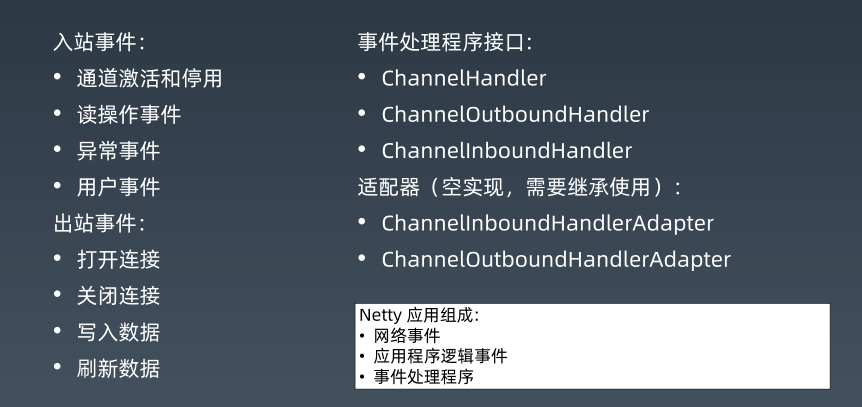 入站事件：
• 通道激活和停用
• 读操作事件
• 异常事件
• 用户事件
出站事件：
• 打开连接
• 关闭连接
• 写入数据
• 刷新数据
事件处理程序接口：
• ChannelHandler
• ChannelOutboundHandler
• ChannelInboundHandler
适配器（空实现，需要继承使用）：
• ChannelInboundHandlerAdapter
• ChannelOutboundHandlerAdapter
Netty 应用组成：
• 网络事件
• 应用程序逻辑事件
• 事件处理程序